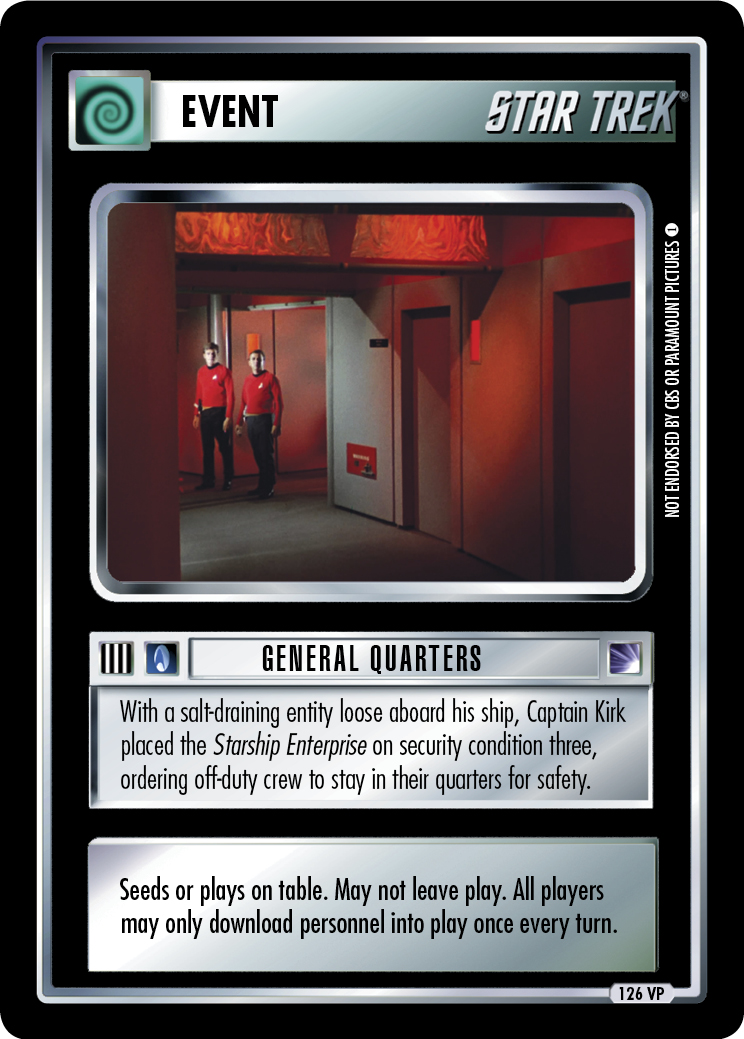 EVENT
STAR TREK®
NOT ENDORSED BY CBS OR PARAMOUNT PICTURES 1
GENERAL QUARTERS
With a salt-draining entity loose aboard his ship, Captain Kirk
placed the Starship Enterprise on security condition three,
ordering off-duty crew to stay in their quarters for safety.
Seeds or plays on table. May not leave play. All players
may only download personnel into play once every turn.
126 VP